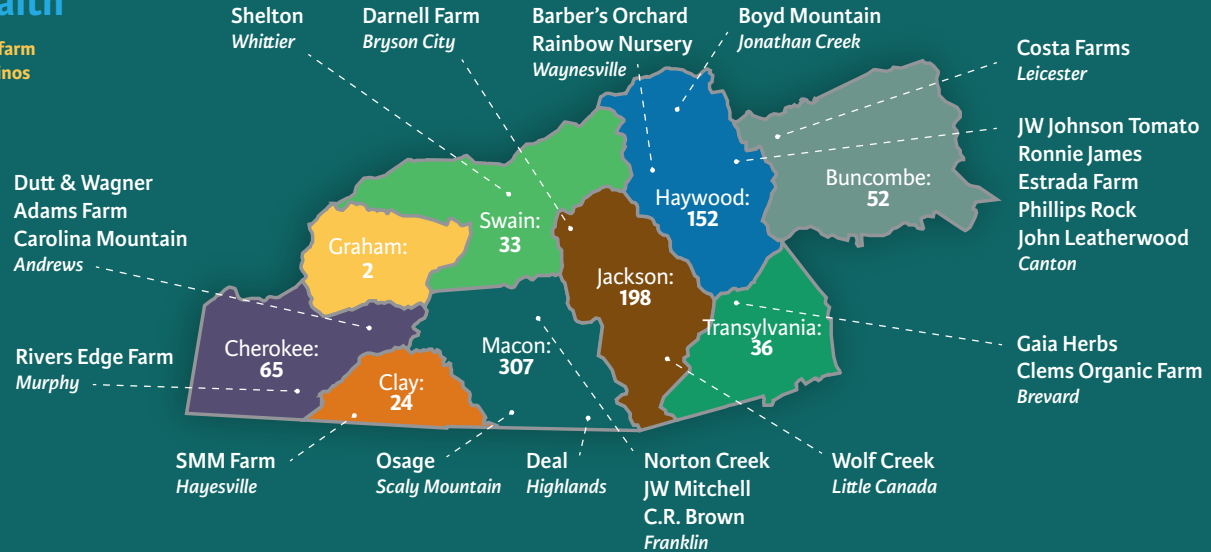 Shelton
Whittier
Darnell Farm
Bryson City
Barber's Orchard
Rainbow Nursery
Waynesville
Boyd Mountain
Jonathan Creek
farm
Costa Farms
Leicester
JW Johnson Tomato
Ronnie James
Estrada Farm
Phillips Rock
John Leatherwood
Canton
Dutt & Wagner
Adams Farm
Carolina Mountain
Andrews
Buncombe:
52
Haywood:
152
Swain:
33
Graham:
2
Jackson:
198
Transylvania:
36
Macon:
307
Cherokee:
65
Clay:
24
Rivers Edge Farm
Murphy
Gaia Herbs
Clems Organic Farm
Brevard
SMM Farm
Hayesville
Osage
Scaly Mountain
Deal
Highlands
Norton Creek
JW Mitchell
C.R. Brown
Franklin
Wolf Creek
Little Canada